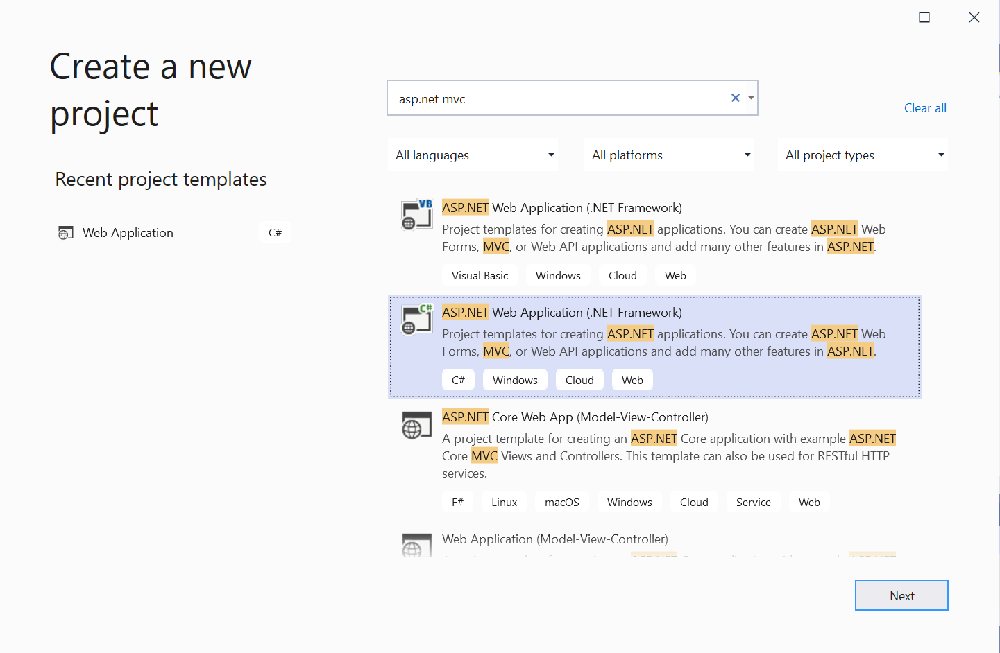 Create a new
project
Recent project templates
Web Application
C#
asp.net mvc
Clear all
All languages
All platforms
All project types
VB
ASP.NET Web Application (.NET Framework)
Project templates for creating ASP.NET applications. You can create ASP.NET Web
Forms, MVC, or Web API applications and add many other features in ASP.NET.
Visual Basic
Windows
Cloud
Web
C#
ASP.NET Web Application (.NET Framework)
Project templates for creating ASP.NET applications. You can create ASP.NET Web
Forms, MVC, or Web API applications and add many other features in ASP.NET.
C#
Windows
Cloud
Web
ASP.NET Core Web App (Model-View-Controller)
A project template for creating an ASP.NET Core application with example ASP.NET
Core MVC Views and Controllers. This template can also be used for RESTful HTTP
services.
F#
Linux
macOS
Windows
Cloud
Service
Web
Web Application (Model-View-Controller)
Next